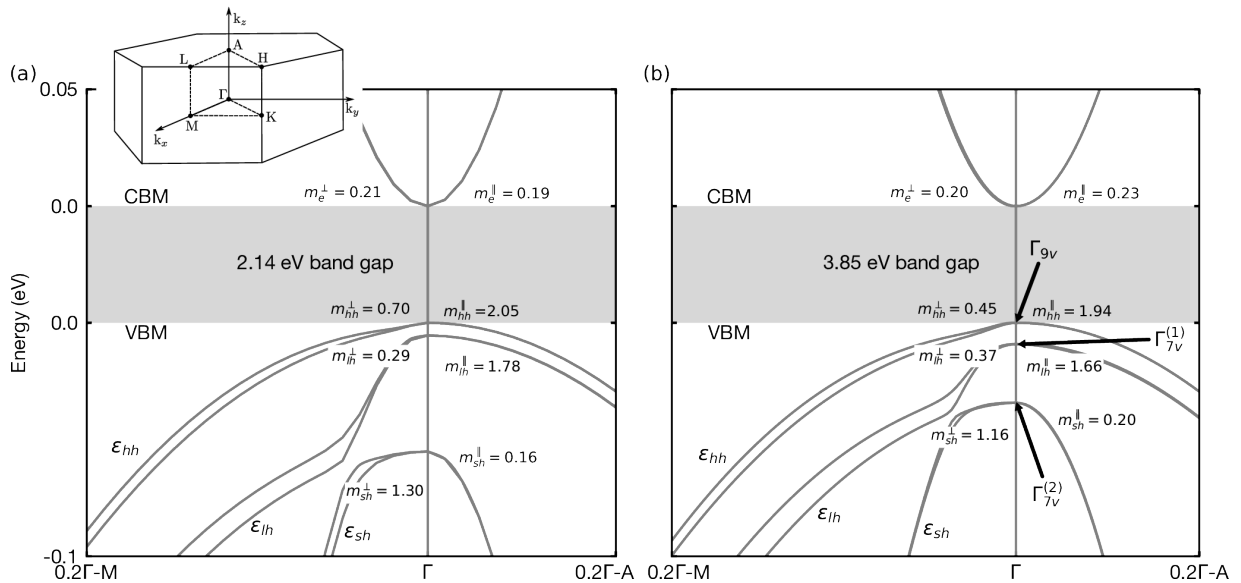 k_z
(a)
L
A
H
Γ
k_y
M
K
k_x
0.05
CBM
m_e^⊥ = 0.21
m_e^∥ = 0.19
0.0
2.14 eV band gap
m_hh^⊥ = 0.70
m_hh^∥ = 2.05
0.0
VBM
m_lh^⊥ = 0.29
m_lh^∥ = 1.78
Energy (eV)
ε_hh
m_sh^∥ = 0.16
m_sh^⊥ = 1.30
ε_lh
ε_sh
-0.1
0.2Γ-M
Γ
0.2Γ-A
(b)
CBM
m_e^⊥ = 0.20
m_e^∥ = 0.23
3.85 eV band gap
Γ_9v
m_hh^⊥ = 0.45
m_hh^∥ = 1.94
VBM
Γ_7v^(1)
m_lh^⊥ = 0.37
m_lh^∥ = 1.66
m_sh^∥ = 0.20
m_sh^⊥ = 1.16
ε_hh
Γ_7v^(2)
ε_lh
ε_sh
0.2Γ-M
Γ
0.2Γ-A